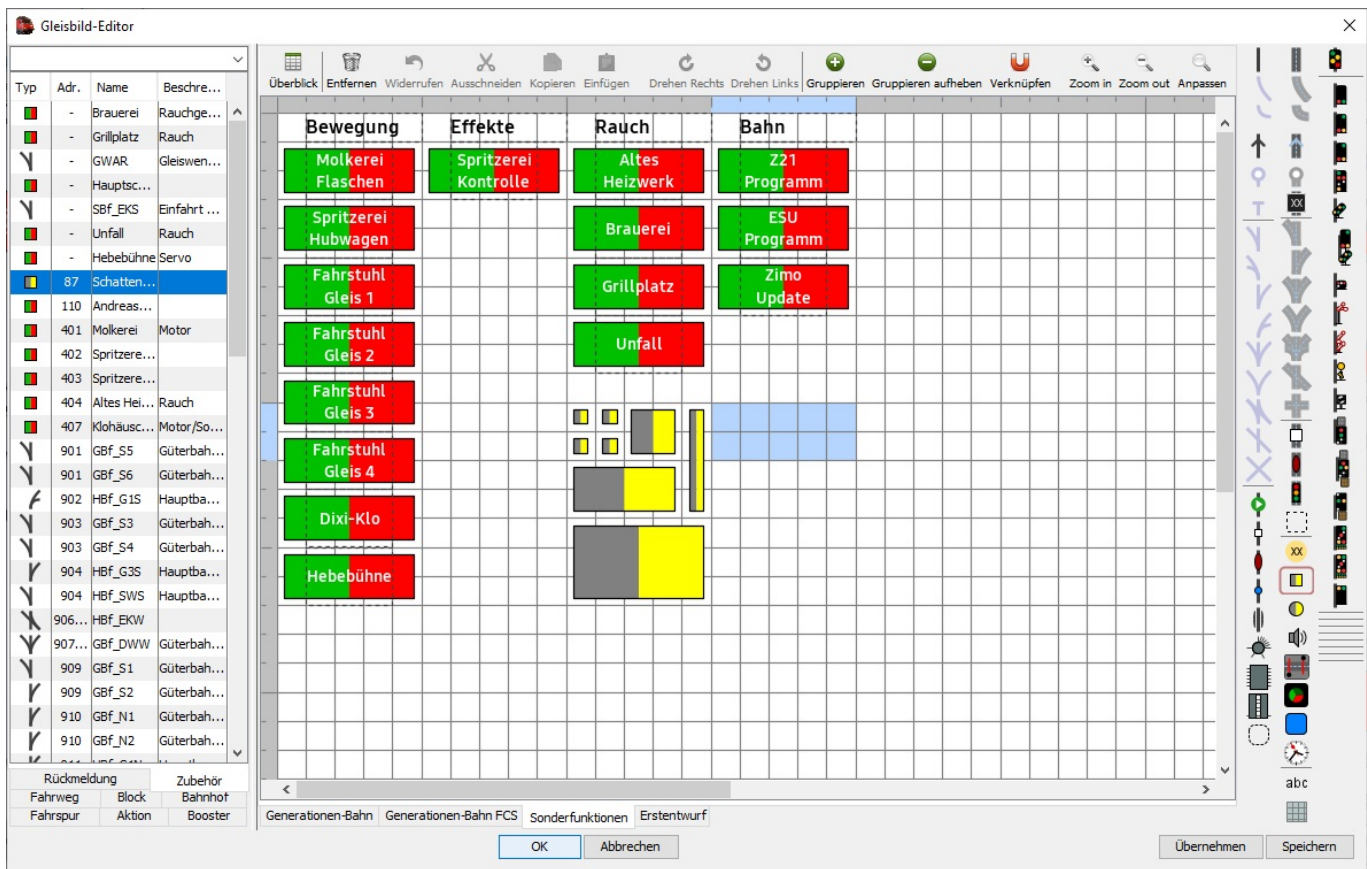 Gleisbild-Editor
Überblick Entfernen Widerrufen Ausschneiden Kopieren Einfügen Drehen Rechts Drehen Links Gruppieren Gruppieren aufheben Verknüpfen Zoom in Zoom out Anpassen
Typ Adr. Name Beschre...
- Brauerei Rauchge...
- Grillplatz Rauch
- GWAR Gleiswen...
- Hauptsc...
- SBf_EKS Einfahrt ...
- Unfall Rauch
- Hebebühne Servo
87 Schatten...
110 Andreas...
401 Molkerei Motor
402 Spritzere...
403 Spritzere...
404 Altes Hei... Rauch
407 Klohäusc... Motor/So...
901 GBf_S5 Güterbah...
901 GBf_S6 Güterbah...
902 HBf_G1S Hauptba...
903 GBf_S3 Güterbah...
903 GBf_S4 Güterbah...
904 HBf_G3S Hauptba...
904 HBf_SWS Hauptba...
906... HBf_EKW
907... GBf_DWW Güterbah...
909 GBf_S1 Güterbah...
909 GBf_S2 Güterbah...
910 GBf_N1 Güterbah...
910 GBf_N2 Güterbah...
Rückmeldung Zubehör
Fahrweg Block Bahnhof
Fahrspur Aktion Booster
Bewegung Effekte Rauch Bahn
Molkerei
Flaschen
Spritzerei
Kontrolle
Altes
Heizwerk
Z21
Programm
Spritzerei
Hubwagen
Brauerei
ESU
Programm
Fahrstuhl
Gleis 1
Grillplatz
Zimo
Update
Fahrstuhl
Gleis 2
Unfall
Fahrstuhl
Gleis 3
Fahrstuhl
Gleis 4
Dixi-Klo
Hebebühne
XX
XX
abc
Generationen-Bahn Generationen-Bahn FCS Sonderfunktionen Erstentwurf
OK Abbrechen Übernehmen Speichern